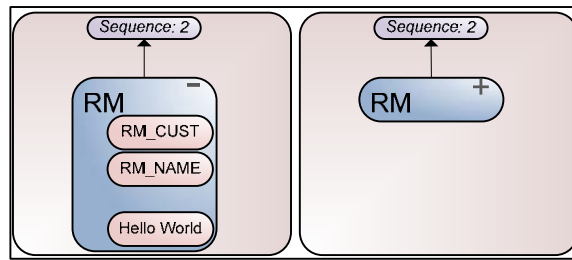 Sequence: 2
RM
−
RM_CUST
RM_NAME
Hello World
Sequence: 2
RM
+